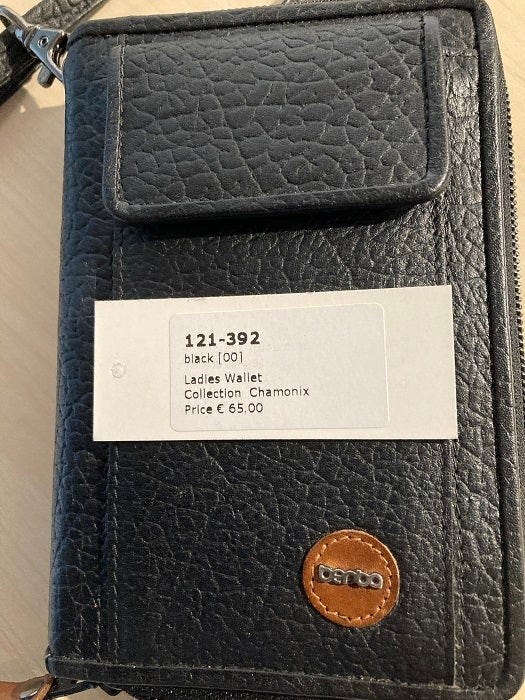 121-392
black [00]
Ladies Wallet
Collection Chamonix
Price € 65.00
berba